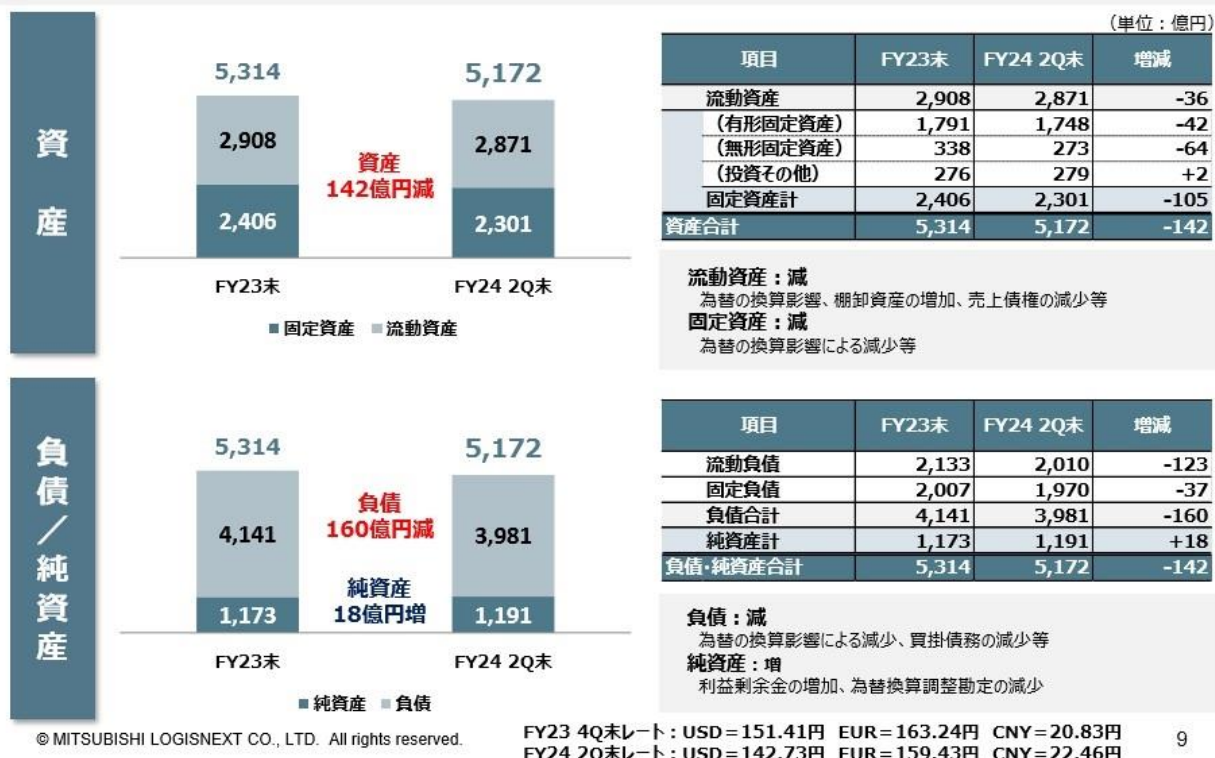 (単位：億円)
資産
5,314
5,172
2,908
2,871
資産
142億円減
2,406
2,301
FY23末
FY24 2Q末
■固定資産 ■流動資産
項目 FY23末 FY24 2Q末 増減
流動資産 2,908 2,871 -36
(有形固定資産) 1,791 1,748 -42
(無形固定資産) 338 273 -64
(投資その他) 276 279 +2
固定資産計 2,406 2,301 -105
資産合計 5,314 5,172 -142
流動資産：減
為替の換算影響、棚卸資産の増加、売上債権の減少等
固定資産：減
為替の換算影響による減少等
負債／純資産
5,314
5,172
4,141
3,981
負債
160億円減
純資産
18億円増
1,173
1,191
FY23末
FY24 2Q末
■純資産 ■負債
項目 FY23末 FY24 2Q末 増減
流動負債 2,133 2,010 -123
固定負債 2,007 1,970 -37
負債合計 4,141 3,981 -160
純資産計 1,173 1,191 +18
負債・純資産合計 5,314 5,172 -142
負債：減
為替の換算影響による減少、買掛債務の減少等
純資産：増
利益剰余金の増加、為替換算調整勘定の減少
© MITSUBISHI LOGISNEXT CO., LTD. All rights reserved.
FY23 4Q末レート：USD＝151.41円 EUR＝163.24円 CNY＝20.83円
FY24 2Q末レート：USD＝142.73円 EUR＝159.43円 CNY＝22.46円
9